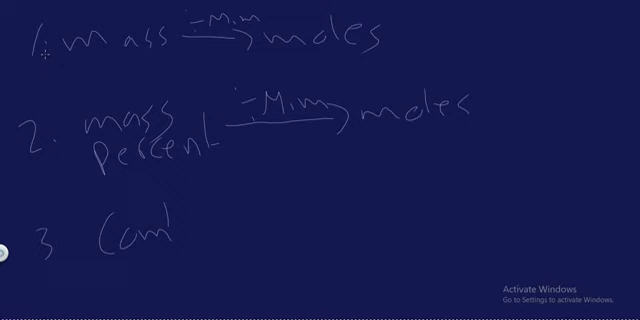 1. mass ÷ M.m → moles
2. mass percent ÷ M.m → moles
3 Com
Activate Windows
Go to Settings to activate Windows.